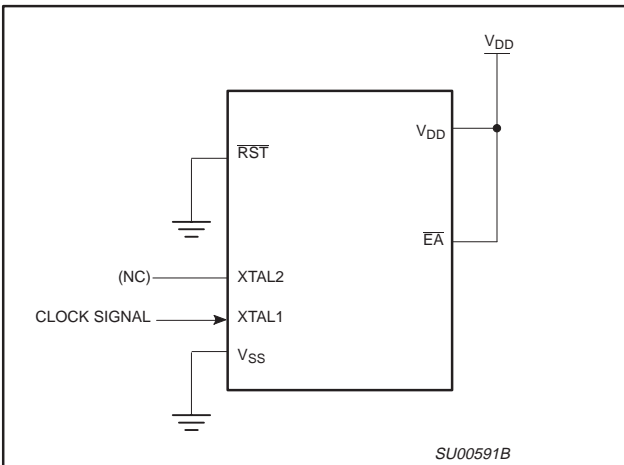 VDD
VDD
RST
EA
(NC)
XTAL2
CLOCK SIGNAL
XTAL1
VSS
SU00591B